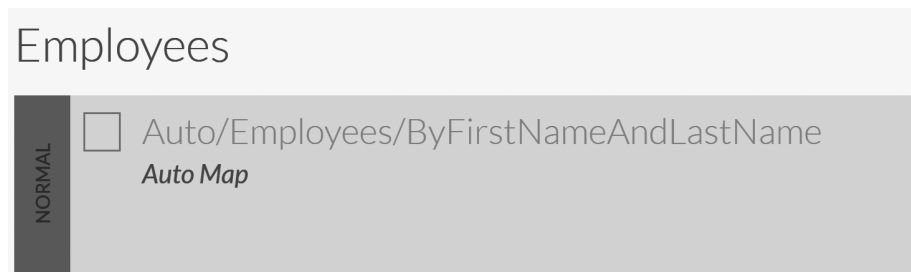 Employees
Auto/Employees/ByFirstNameAndLastName
Auto Map
NORMAL